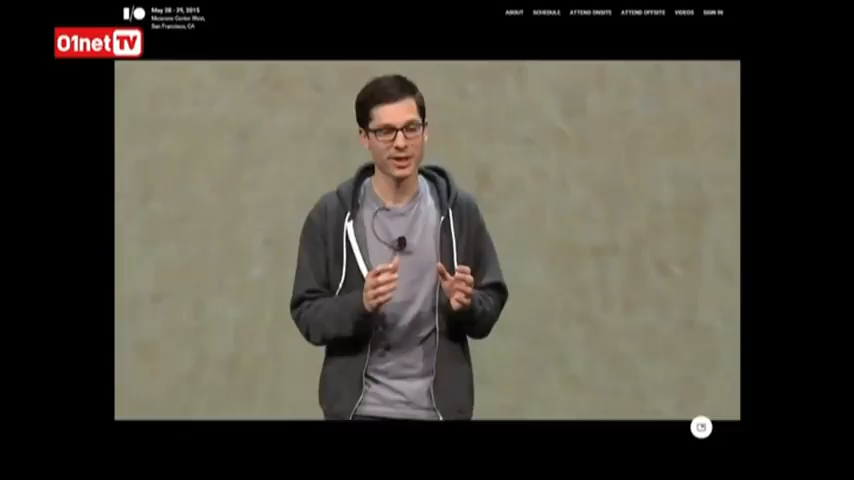 I/O
May 28 - 29, 2015
Moscone Center West,
San Francisco, CA
ABOUT SCHEDULE ATTEND ONSITE ATTEND OFFSITE VIDEOS SIGN IN
01net TV